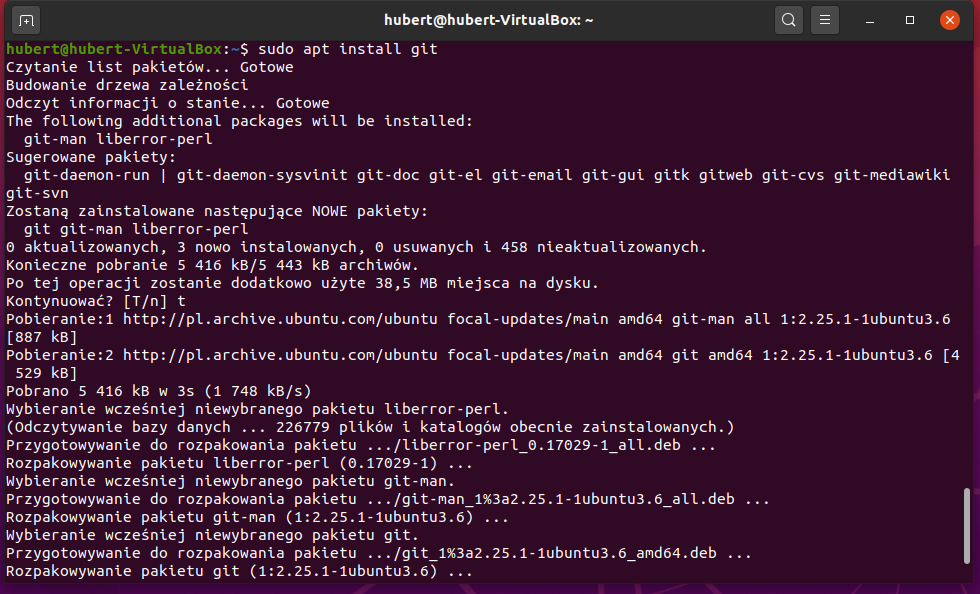 hubert@hubert-VirtualBox: ~
hubert@hubert-VirtualBox:~$ sudo apt install git
Czytanie list pakietów... Gotowe
Budowanie drzewa zależności
Odczyt informacji o stanie... Gotowe
The following additional packages will be installed:
  git-man liberror-perl
Sugerowane pakiety:
  git-daemon-run | git-daemon-sysvinit git-doc git-el git-email git-gui gitk gitweb git-cvs git-mediawiki
git-svn
Zostaną zainstalowane następujące NOWE pakiety:
  git git-man liberror-perl
0 aktualizowanych, 3 nowo instalowanych, 0 usuwanych i 458 nieaktualizowanych.
Konieczne pobranie 5 416 kB/5 443 kB archiwów.
Po tej operacji zostanie dodatkowo użyte 38,5 MB miejsca na dysku.
Kontynuować? [T/n] t
Pobieranie:1 http://pl.archive.ubuntu.com/ubuntu focal-updates/main amd64 git-man all 1:2.25.1-1ubuntu3.6
[887 kB]
Pobieranie:2 http://pl.archive.ubuntu.com/ubuntu focal-updates/main amd64 git amd64 1:2.25.1-1ubuntu3.6 [4
 529 kB]
Pobrano 5 416 kB w 3s (1 748 kB/s)
Wybieranie wcześniej niewybranego pakietu liberror-perl.
(Odczytywanie bazy danych ... 226779 plików i katalogów obecnie zainstalowanych.)
Przygotowywanie do rozpakowania pakietu .../liberror-perl_0.17029-1_all.deb ...
Rozpakowywanie pakietu liberror-perl (0.17029-1) ...
Wybieranie wcześniej niewybranego pakietu git-man.
Przygotowywanie do rozpakowania pakietu .../git-man_1%3a2.25.1-1ubuntu3.6_all.deb ...
Rozpakowywanie pakietu git-man (1:2.25.1-1ubuntu3.6) ...
Wybieranie wcześniej niewybranego pakietu git.
Przygotowywanie do rozpakowania pakietu .../git_1%3a2.25.1-1ubuntu3.6_amd64.deb ...
Rozpakowywanie pakietu git (1:2.25.1-1ubuntu3.6) ...